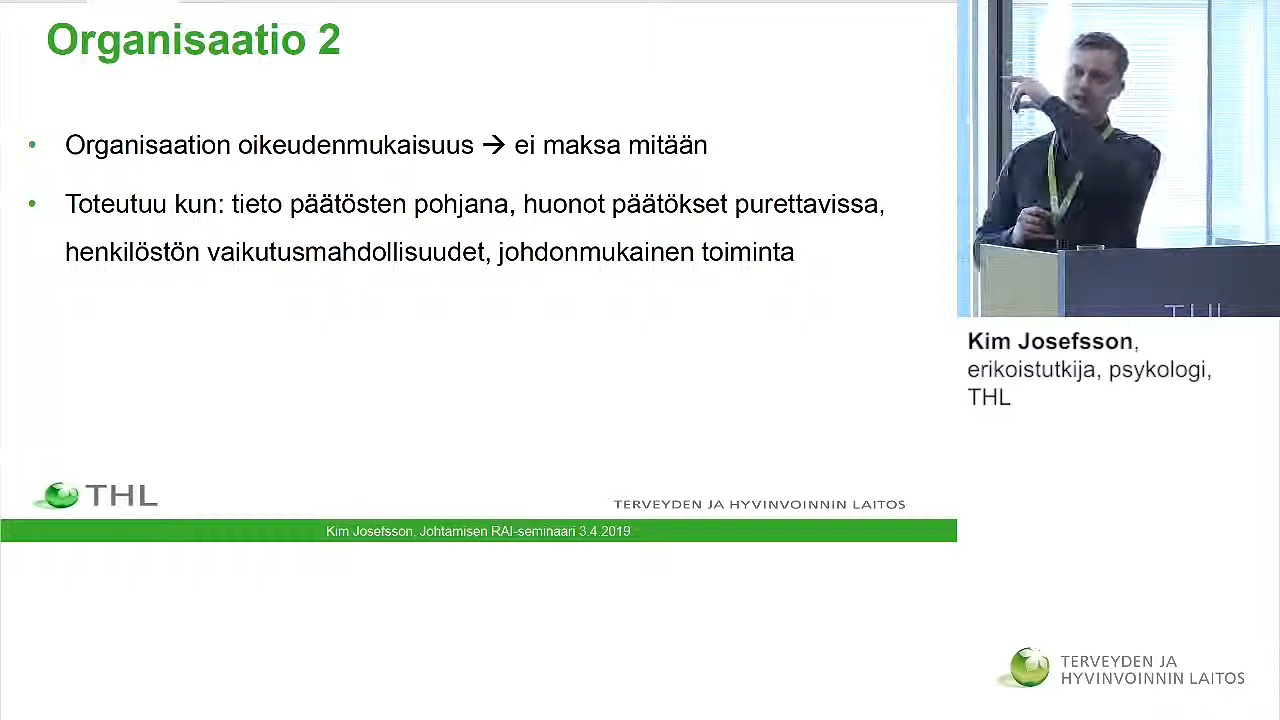 Organisaatio 2
• Organisaation oikeudenmukaisuus → ei maksa mitään
• Toteutuu kun: tieto päätösten pohjana, huonot päätökset purettavissa,
henkilöstön vaikutusmahdollisuudet, johdonmukainen toiminta
THL
TERVEYDEN JA HYVINVOINNIN LAITOS
Kim Josefsson, Johtamisen RAI-seminaari 3.4.2019
THL
Kim Josefsson,
erikoistutkija, psykologi,
THL
TERVEYDEN JA
HYVINVOINNIN LAITOS